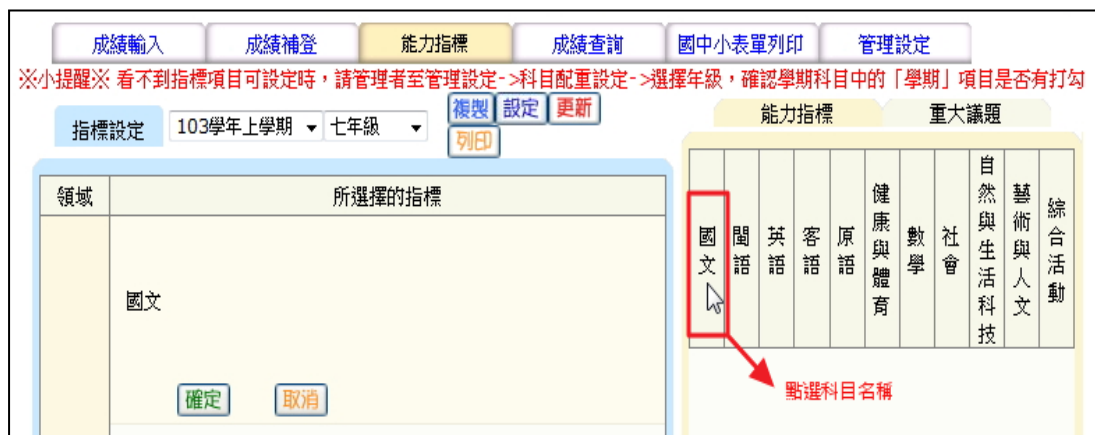 成績輸入 成績補登 能力指標 成績查詢 國中小表單列印 管理設定
※小提醒※ 看不到指標項目可設定時，請管理者至管理設定->科目配重設定->選擇年級，確認學期科目中的「學期」項目是否有打勾
指標設定 103學年上學期 七年級 複製 設定 更新
列印
能力指標 重大議題
領域 所選擇的指標
國文 閩語 英語 客語 原語 健康與體育 數學 社會 自然與生活科技 藝術與人文 綜合活動
國文
點選科目名稱
確定 取消